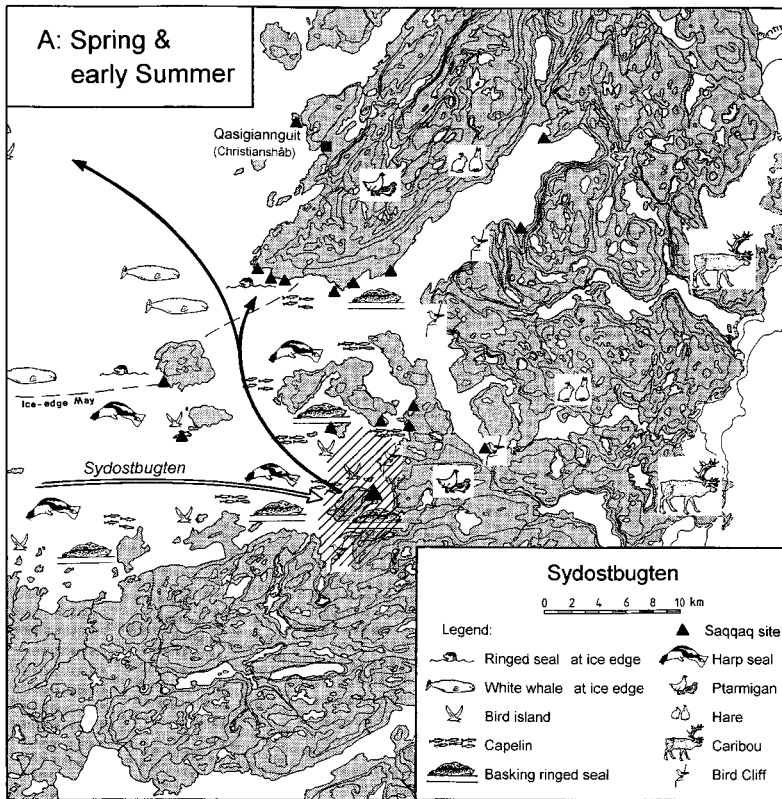 A: Spring &
early Summer
Qasigiannguit
(Christianshåb)
Ice-edge May
Sydostbugten
Sydostbugten
0 2 4 6 8 10 km
Legend:
Saqqaq site
Ringed seal at ice edge
Harp seal
White whale at ice edge
Ptarmigan
Bird island
Hare
Capelin
Caribou
Basking ringed seal
Bird Cliff